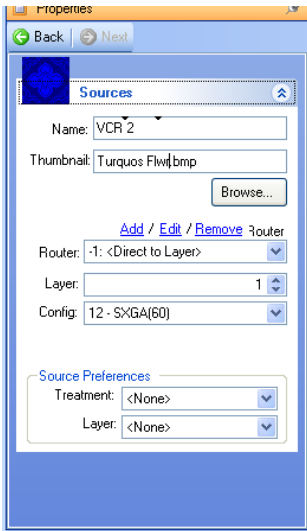 Properties
Back Next
Sources
Name: VCR 2
Thumbnail: Turquos Flwr.bmp
Browse...
Add / Edit / Remove Router
Router: -1: <Direct to Layer>
Layer: 1
Config: 12 - SXGA(60)
Source Preferences
Treatment: <None>
Layer: <None>